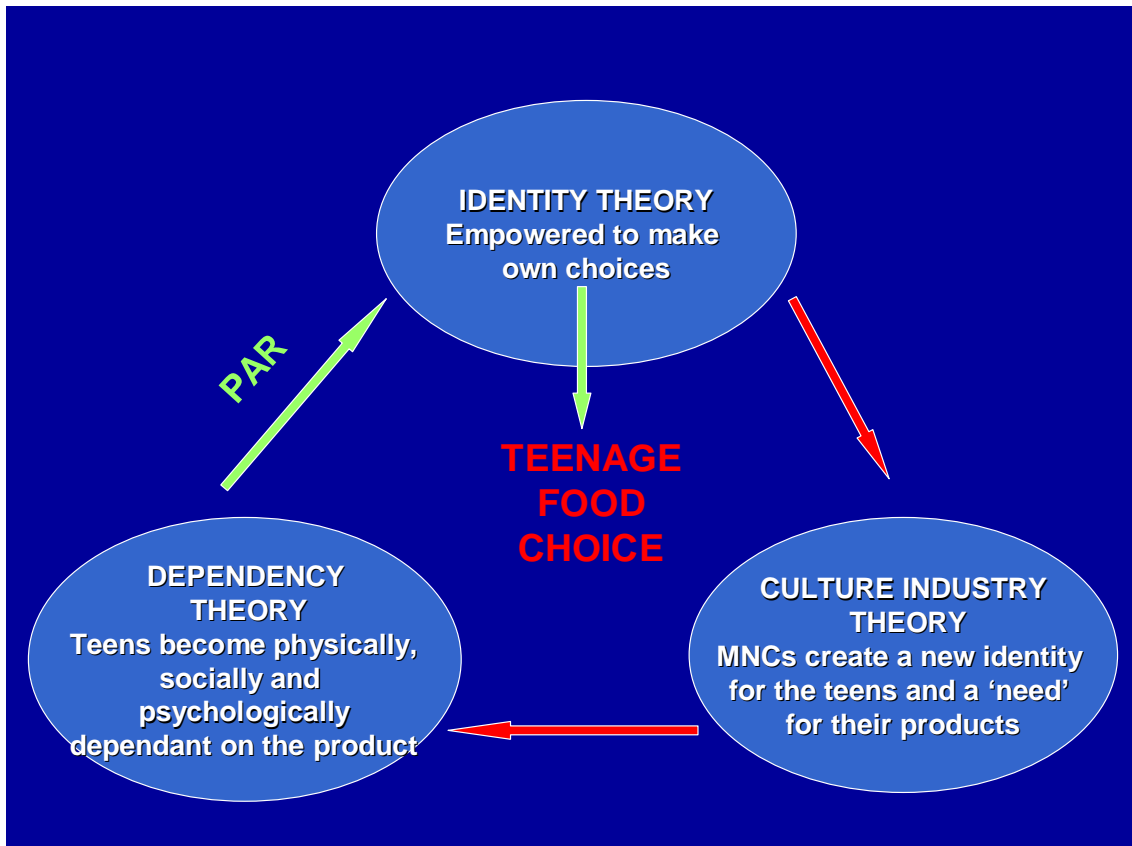 IDENTITY THEORY
Empowered to make
own choices
PAR
TEENAGE
FOOD
CHOICE
DEPENDENCY
THEORY
Teens become physically,
socially and
psychologically
dependant on the product
CULTURE INDUSTRY
THEORY
MNCs create a new identity
for the teens and a ‘need’
for their products